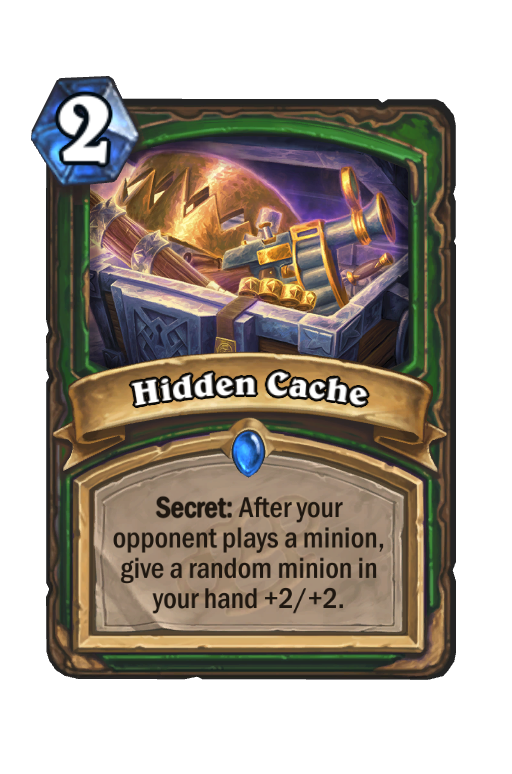 2
Hidden Cache
Secret: After your
opponent plays a minion,
give a random minion in
your hand +2/+2.